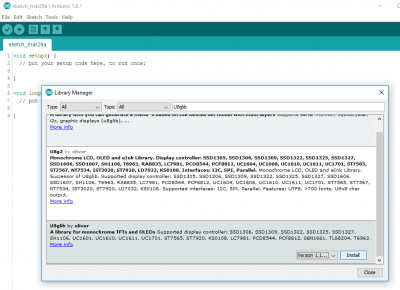 sketch_mar29a | Arduino 1.8.1
File Edit Sketch Tools Help
sketch_mar29a
void setup() {
// put your setup code here, to run once:
}
void loop
// put
}
Library Manager
Type All Topic All U8glib
(2c, graphic displays (u8glib), ...
More info
U8g2 by oliver
Monochrome LCD, OLED and eInk Library. Display controller: SSD1305, SSD1306, SSD1309, SSD1322, SSD1325, SSD1327,
SSD1606, SSD1607, SH1106, T6963, RA8835, LC7981, PCD8544, PCF8812, UC1604, UC1608, UC1610, UC1611, UC1701, ST7565,
ST7567, NT7534, IST3020, ST7920, LD7032, KS0108. Interfaces: I2C, SPI, Parallel. Monochrome LCD, OLED and eInk Library.
Successor of U8glib. Supported display controller: SSD1305, SSD1306, SSD1309, SSD1322, SSD1325, SSD1327, SSD1606,
SSD1607, SH1106, T6963, RA8835, LC7981, PCD8544, PCF8812, UC1604, UC1608, UC1610, UC1611, UC1701, ST7565, ST7567,
NT7534, IST3020, ST7920, LD7032, KS0108. Supported interfaces: I2C, SPI, Parallel. Features: UTF8, >700 fonts, U8x8 char
output.
More info
U8glib by oliver
A library for monochrome TFTs and OLEDs Supported display controller: SSD1306, SSD1309, SSD1322, SSD1325, SSD1327,
SH1106, UC1601, UC1610, UC1611, UC1701, ST7565, ST7920, KS0108, LC7981, PCD8544, PCF8812, SBN1661, TLS8204, T6963.
More info
Version 1.1... Install
Close